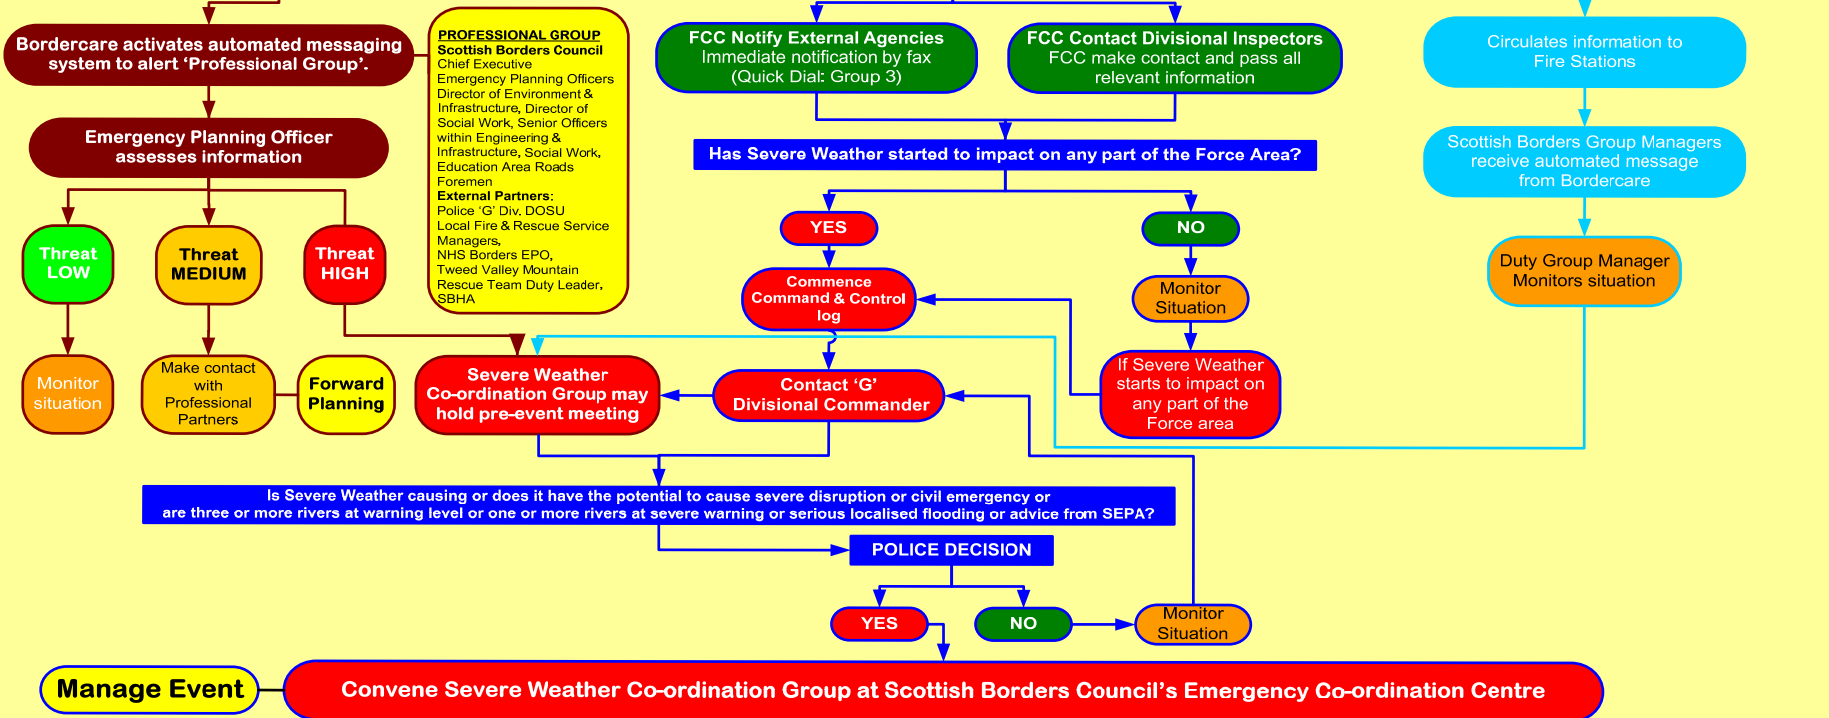 Bordercare activates automated messaging
system to alert ‘Professional Group’.
PROFESSIONAL GROUP
Scottish Borders Council
Chief Executive
Emergency Planning Officers
Director of Environment &
Infrastructure, Director of
Social Work, Senior Officers
within Engineering &
Infrastructure, Social Work,
Education Area Roads
Foremen
External Partners:
Police ‘G’ Div. DOSU
Local Fire & Rescue Service
Managers,
NHS Borders EPO,
Tweed Valley Mountain
Rescue Team Duty Leader,
SBHA
Emergency Planning Officer
assesses information
Threat
LOW
Threat
MEDIUM
Threat
HIGH
Monitor
situation
Make contact
with
Professional
Partners
Forward
Planning
FCC Notify External Agencies
Immediate notification by fax
(Quick Dial: Group 3)
FCC Contact Divisional Inspectors
FCC make contact and pass all
relevant information
Has Severe Weather started to impact on any part of the Force Area?
YES
NO
Commence
Command & Control
log
Monitor
Situation
If Severe Weather
starts to impact on
any part of the
Force area
Severe Weather
Co-ordination Group may
hold pre-event meeting
Contact ‘G’
Divisional Commander
Circulates information to
Fire Stations
Scottish Borders Group Managers
receive automated message
from Bordercare
Duty Group Manager
Monitors situation
Is Severe Weather causing or does it have the potential to cause severe disruption or civil emergency or
are three or more rivers at warning level or one or more rivers at severe warning or serious localised flooding or advice from SEPA?
POLICE DECISION
YES
NO
Monitor
Situation
Manage Event
Convene Severe Weather Co-ordination Group at Scottish Borders Council’s Emergency Co-ordination Centre